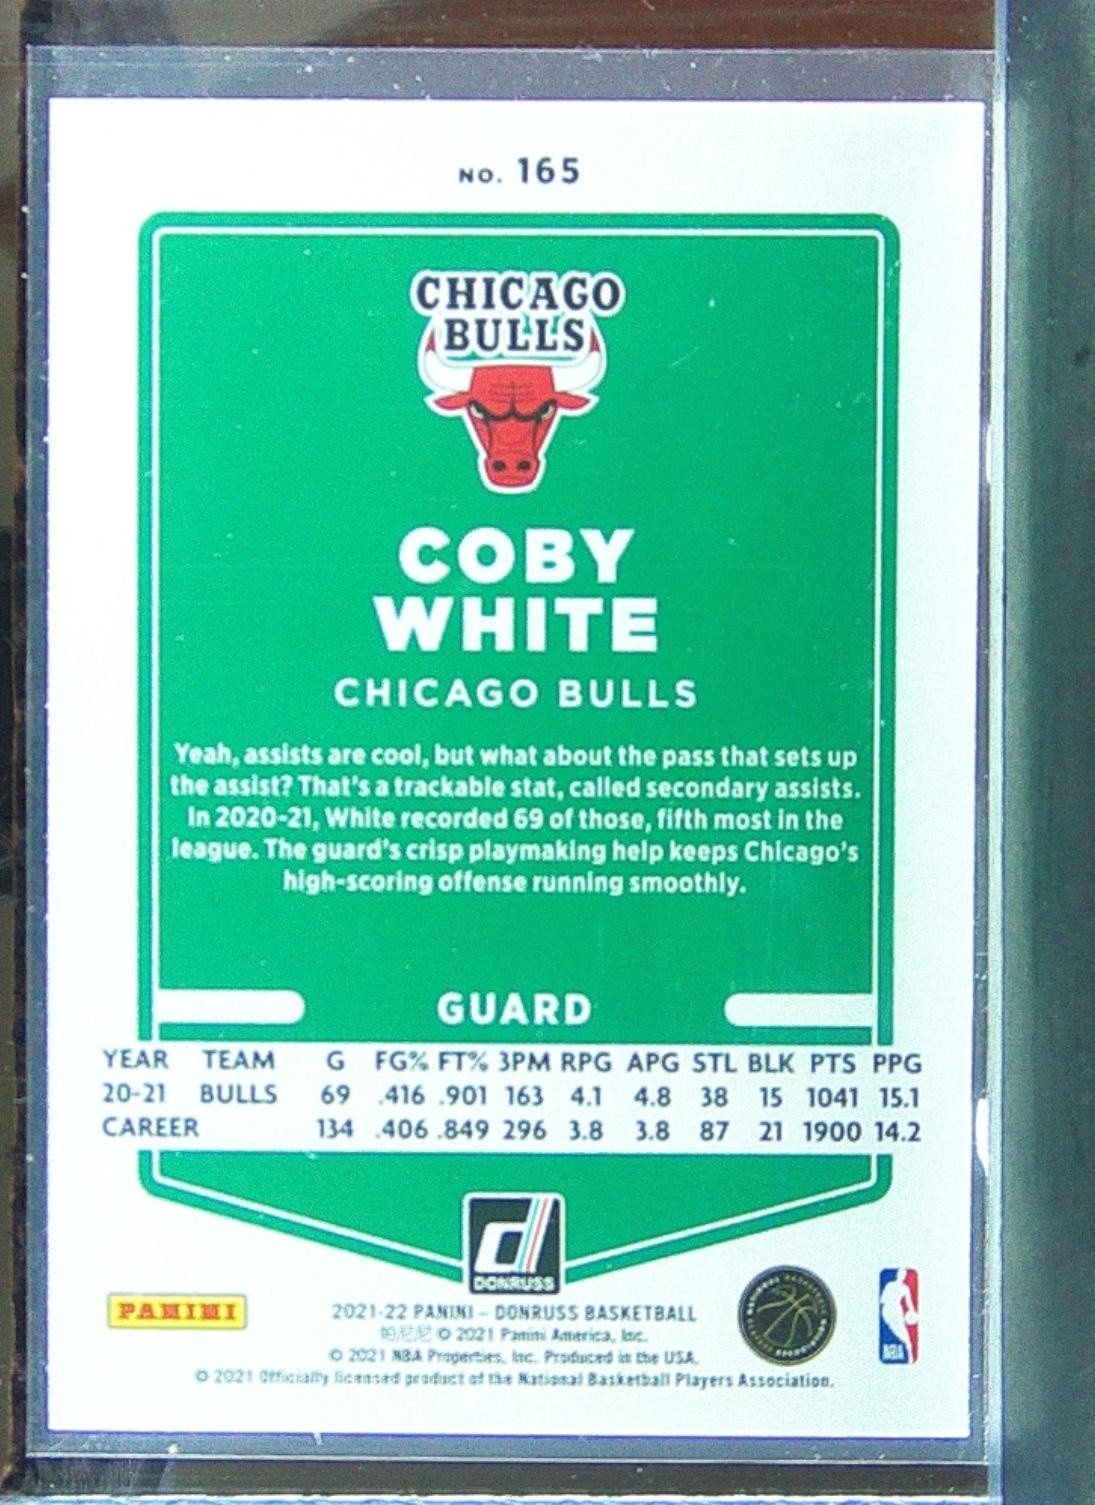 NO. 165
CHICAGO
BULLS
COBY
WHITE
CHICAGO BULLS
Yeah, assists are cool, but what about the pass that sets up
the assist? That's a trackable stat, called secondary assists.
In 2020-21, White recorded 69 of those, fifth most in the
league. The guard's crisp playmaking help keeps Chicago's
high-scoring offense running smoothly.
GUARD
YEAR TEAM G FG% FT% 3PM RPG APG STL BLK PTS PPG
20-21 BULLS 69 .416 .901 163 4.1 4.8 38 15 1041 15.1
CAREER 134 .406 .849 296 3.8 3.8 87 21 1900 14.2
d
DONRUSS
PANINI
2021-22 PANINI – DONRUSS BASKETBALL
帕尼尼 © 2021 Panini America, Inc.
© 2021 NBA Properties, Inc. Produced in the USA.
© 2021 Officially licensed product of the National Basketball Players Association.
NBA